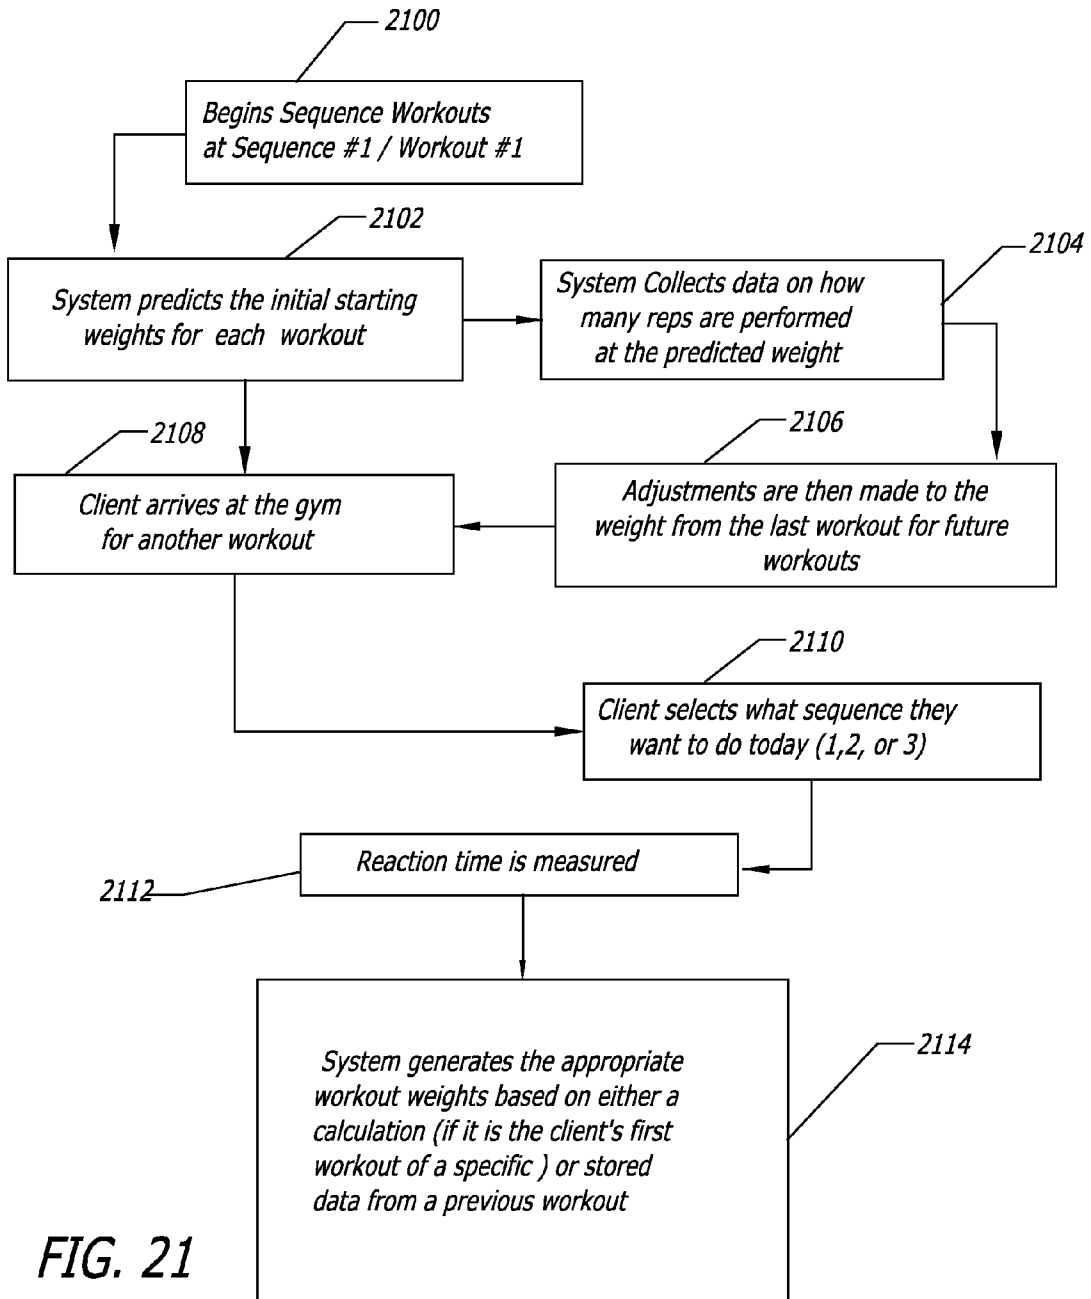 2100
Begins Sequence Workouts
at Sequence #1 / Workout #1
2102
System predicts the initial starting
weights for each workout
2104
System Collects data on how
many reps are performed
at the predicted weight
2106
Adjustments are then made to the
weight from the last workout for future
workouts
2108
Client arrives at the gym
for another workout
2110
Client selects what sequence they
want to do today (1,2, or 3)
2112
Reaction time is measured
2114
System generates the appropriate
workout weights based on either a
calculation (if it is the client's first
workout of a specific ) or stored
data from a previous workout
FIG. 21